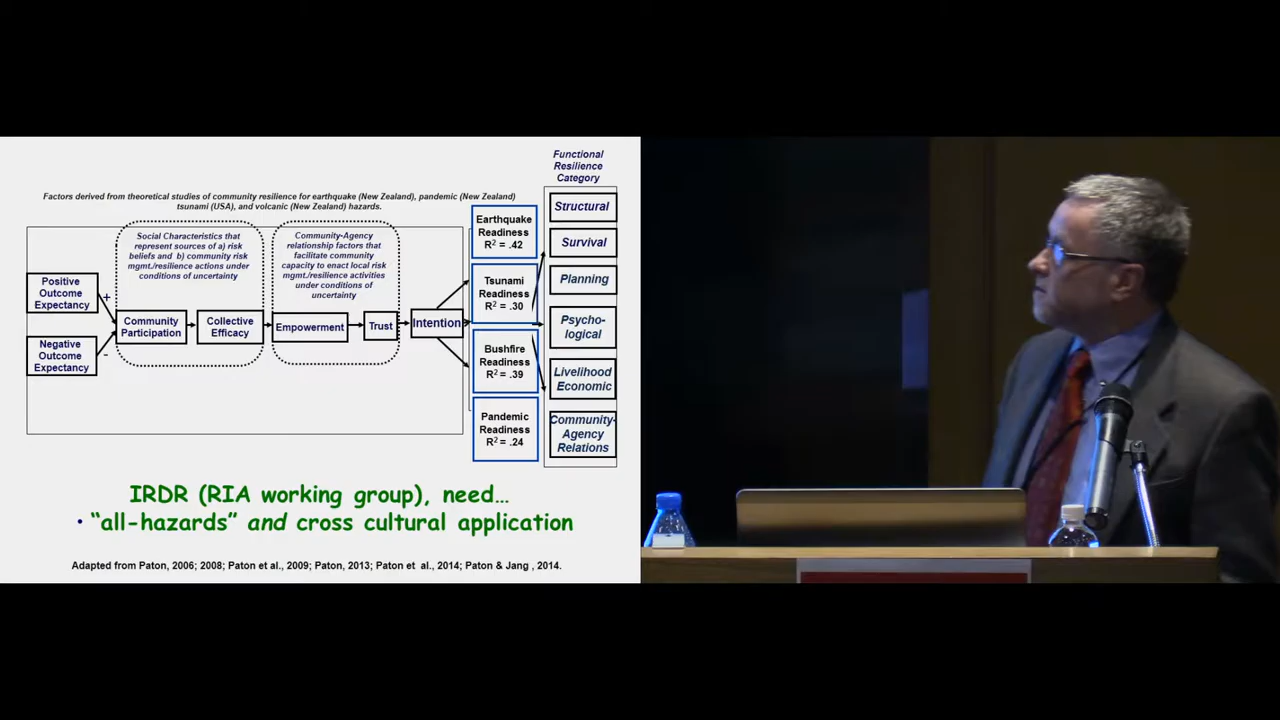 Functional
Resilience
Category
Factors derived from theoretical studies of community resilience for earthquake (New Zealand), pandemic (New Zealand)
tsunami (USA), and volcanic (New Zealand) hazards.
Positive
Outcome
Expectancy
+
Negative
Outcome
Expectancy
-
Social Characteristics that
represent sources of a) risk
beliefs and b) community risk
mgmt./resilience actions under
conditions of uncertainty
Community
Participation
Collective
Efficacy
Community-Agency
relationship factors that
facilitate community
capacity to enact local risk
mgmt./resilience activities
under conditions of
uncertainty
Empowerment
Trust
Intention
Earthquake
Readiness
R² = .42
Tsunami
Readiness
R² = .30
Bushfire
Readiness
R² = .39
Pandemic
Readiness
R² = .24
Structural
Survival
Planning
Psycho-
logical
Livelihood
Economic
Community-
Agency
Relations
IRDR (RIA working group), need…
• “all-hazards” and cross cultural application
Adapted from Paton, 2006; 2008; Paton et al., 2009; Paton, 2013; Paton et al., 2014; Paton & Jang , 2014.